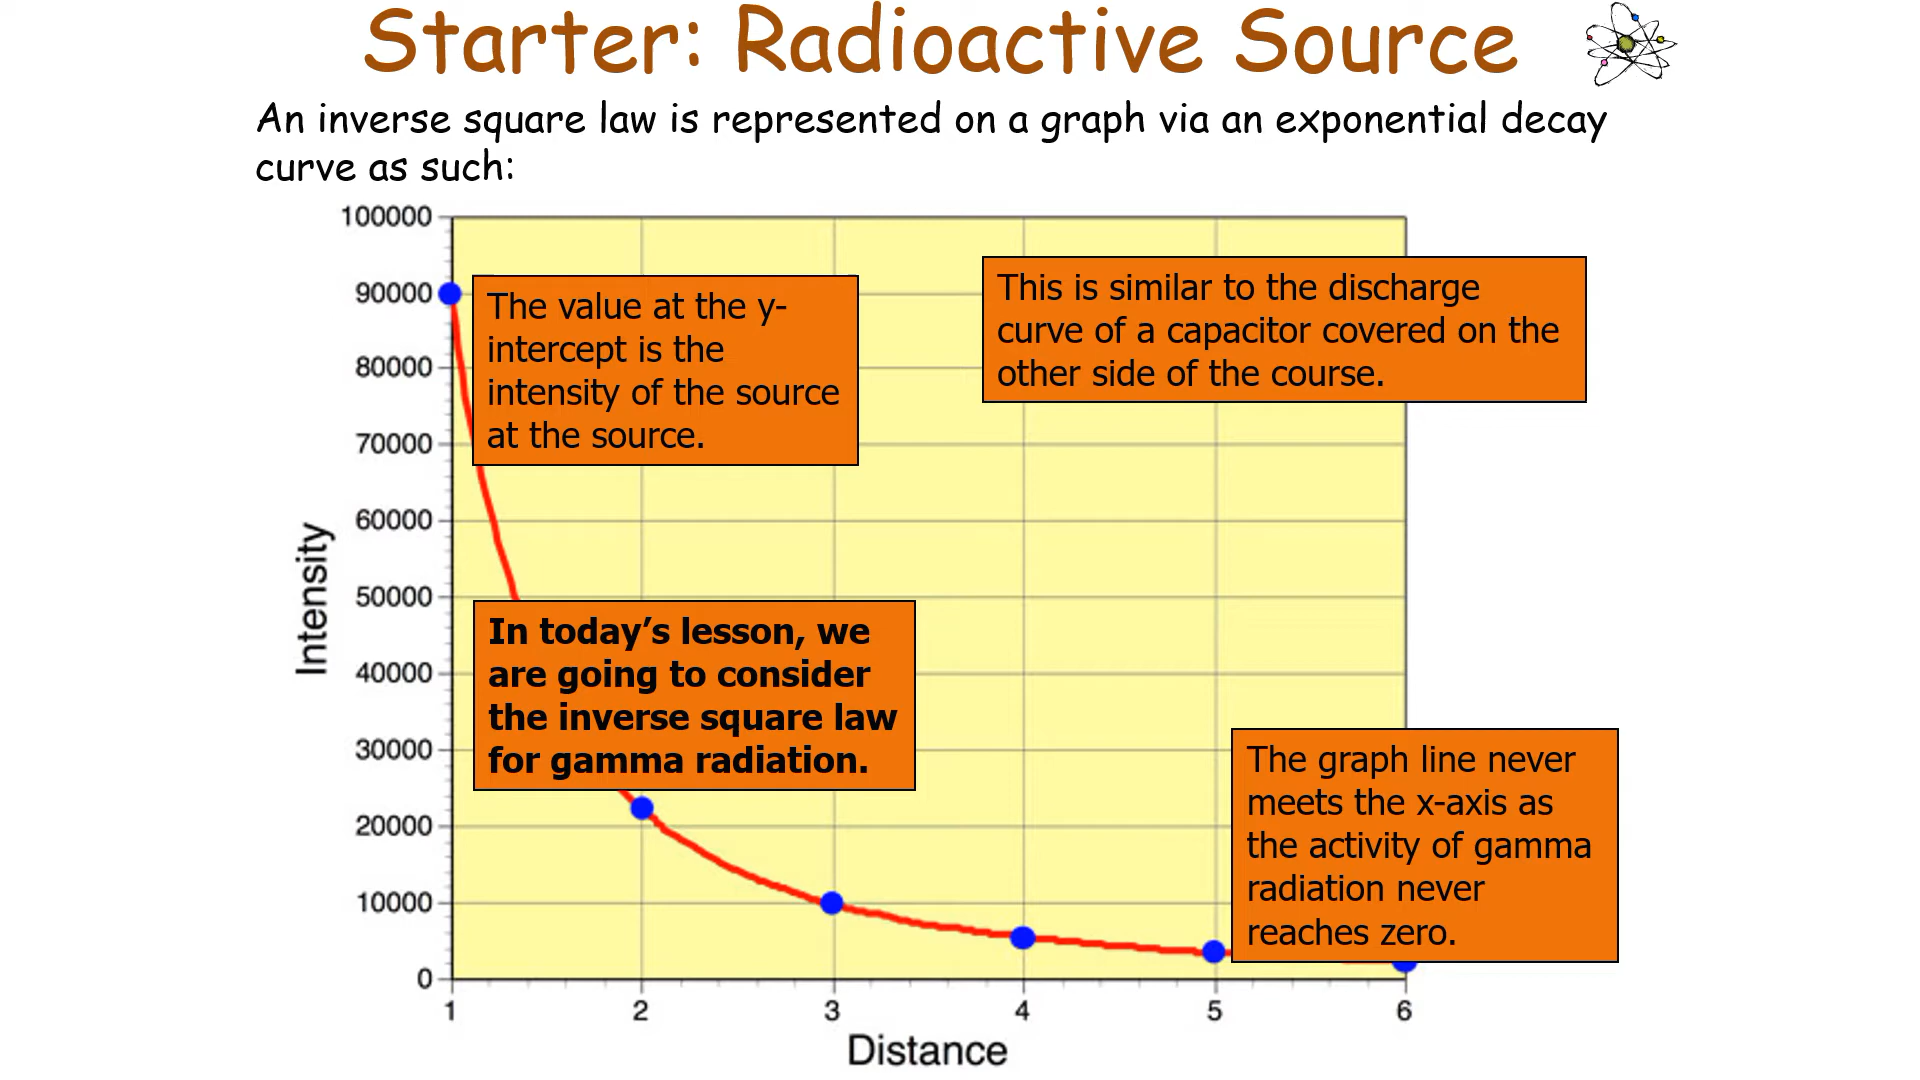 Starter: Radioactive Source
An inverse square law is represented on a graph via an exponential decay
curve as such:
100000
90000
80000
70000
60000
50000
40000
30000
20000
10000
0
Intensity
The value at the y-
intercept is the
intensity of the source
at the source.
This is similar to the discharge
curve of a capacitor covered on the
other side of the course.
In today’s lesson, we
are going to consider
the inverse square law
for gamma radiation.
The graph line never
meets the x-axis as
the activity of gamma
radiation never
reaches zero.
1 2 3 4 5 6
Distance